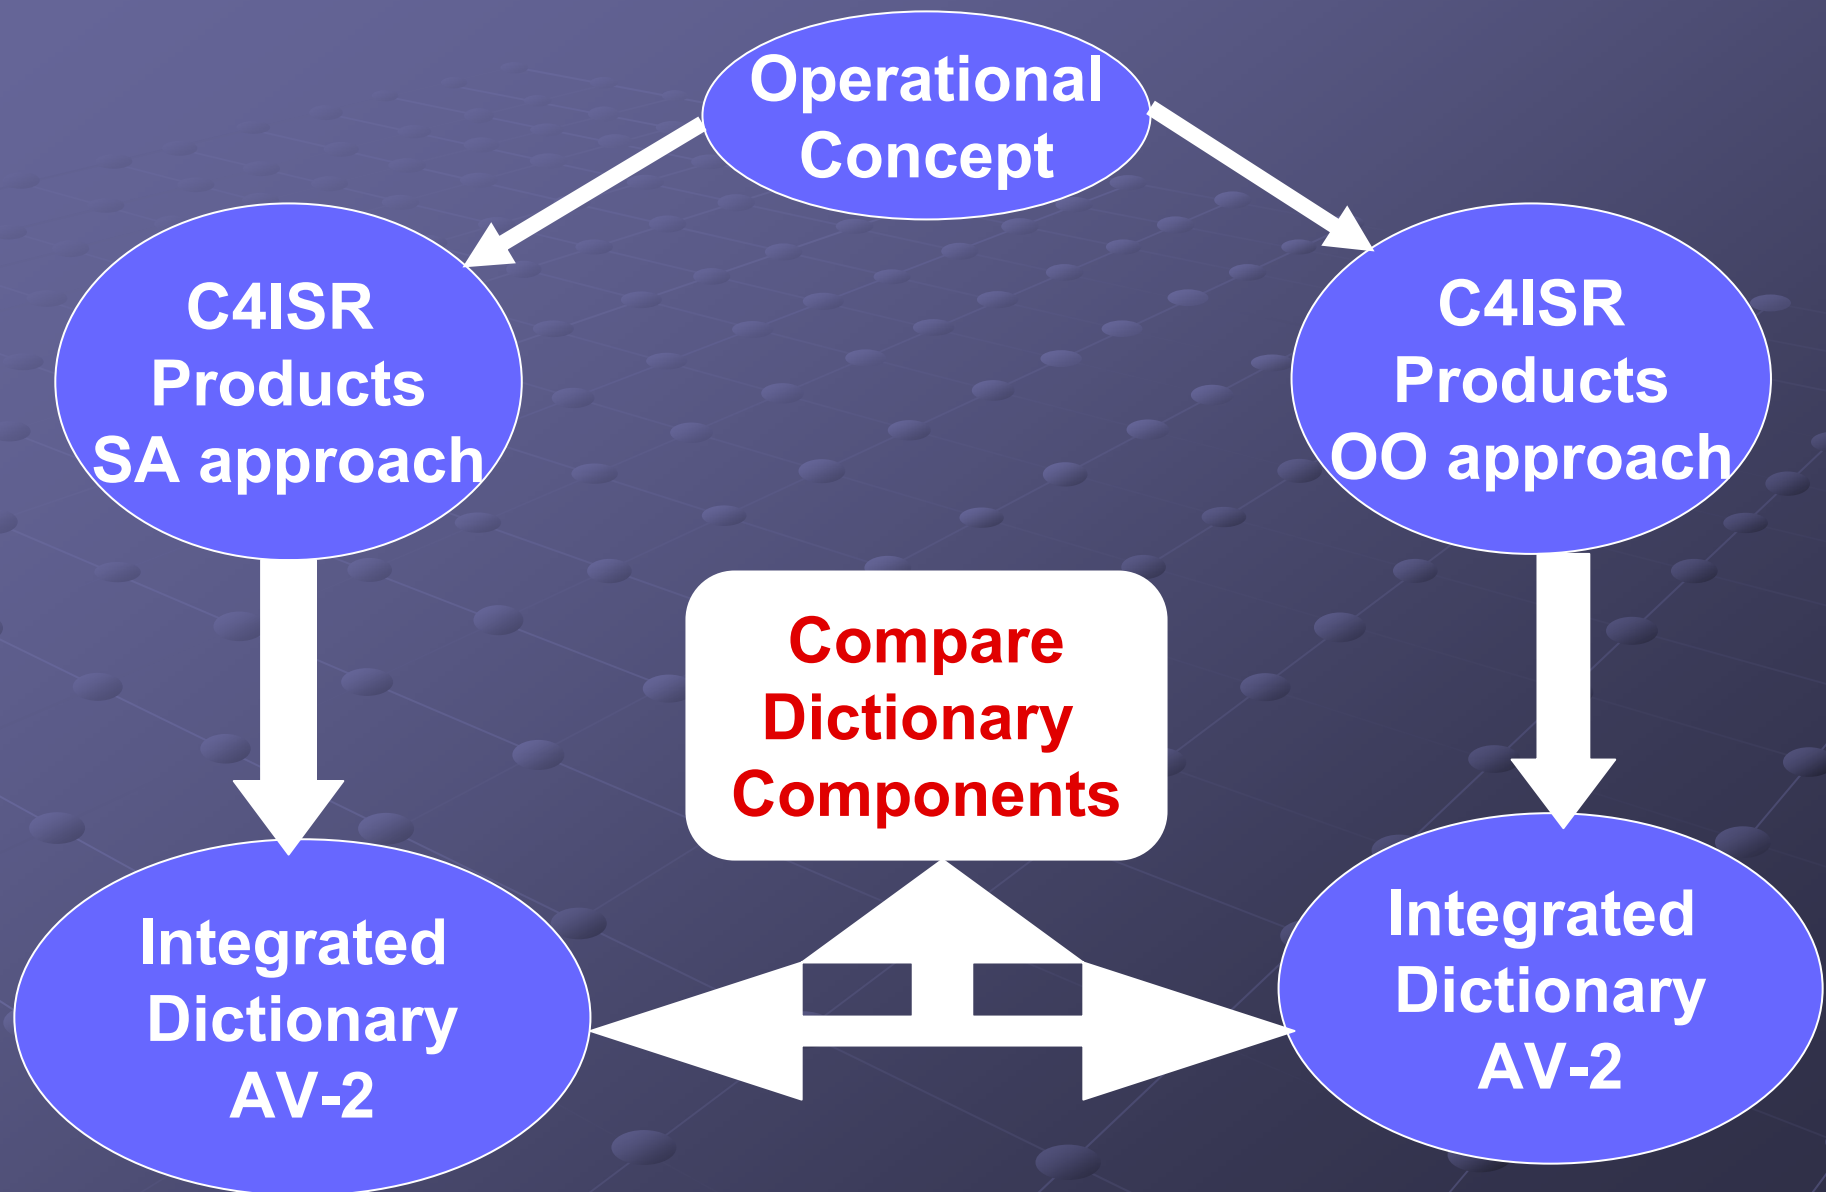 Operational
Concept
C4ISR
Products
SA approach
C4ISR
Products
OO approach
Compare
Dictionary
Components
Integrated
Dictionary
AV-2
Integrated
Dictionary
AV-2